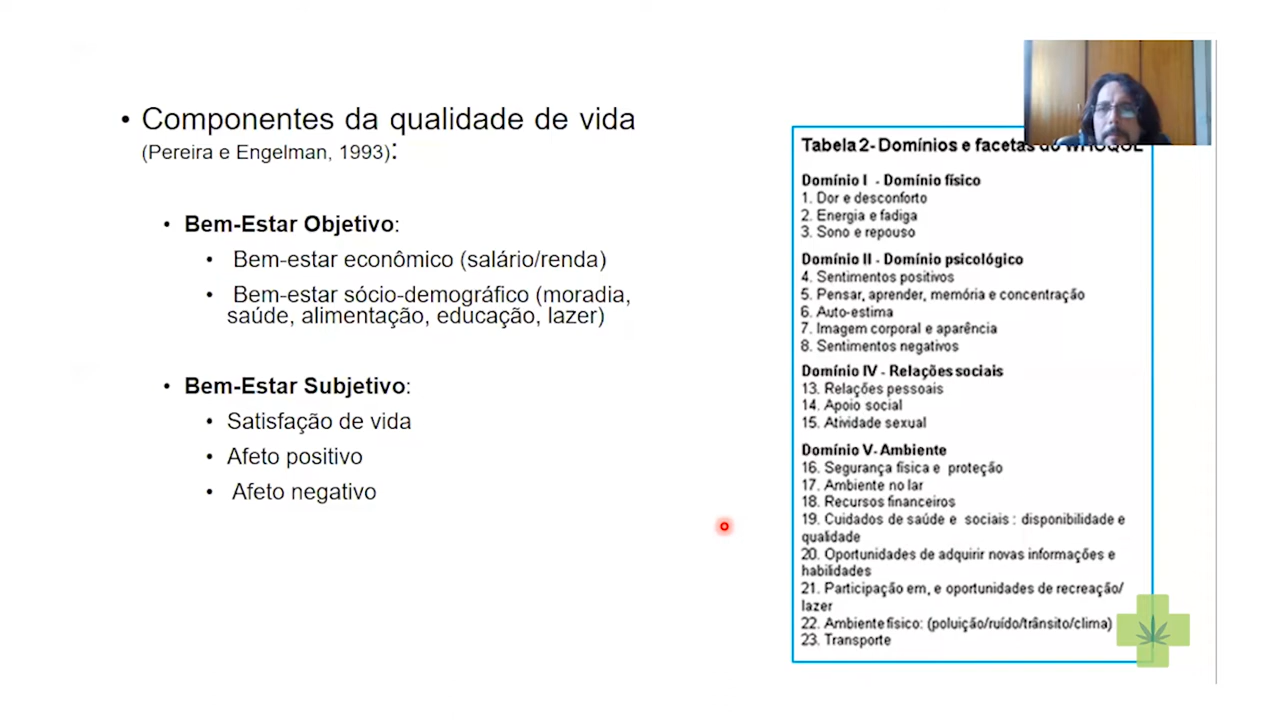 • Componentes da qualidade de vida
(Pereira e Engelman, 1993):
• Bem-Estar Objetivo:
• Bem-estar econômico (salário/renda)
• Bem-estar sócio-demográfico (moradia,
saúde, alimentação, educação, lazer)
• Bem-Estar Subjetivo:
• Satisfação de vida
• Afeto positivo
• Afeto negativo
Tabela 2- Domínios e facetas do
Domínio I - Domínio físico
1. Dor e desconforto
2. Energia e fadiga
3. Sono e repouso
Domínio II - Domínio psicológico
4. Sentimentos positivos
5. Pensar, aprender, memória e concentração
6. Auto-estima
7. Imagem corporal e aparência
8. Sentimentos negativos
Domínio IV - Relações sociais
13. Relações pessoais
14. Apoio social
15. Atividade sexual
Domínio V- Ambiente
16. Segurança física e proteção
17. Ambiente no lar
18. Recursos financeiros
19. Cuidados de saúde e sociais : disponibilidade e
qualidade
20. Oportunidades de adquirir novas informações e
habilidades
21. Participação em, e oportunidades de recreação/
lazer
22. Ambiente físico: (poluição/ruído/trânsito/clima)
23. Transporte